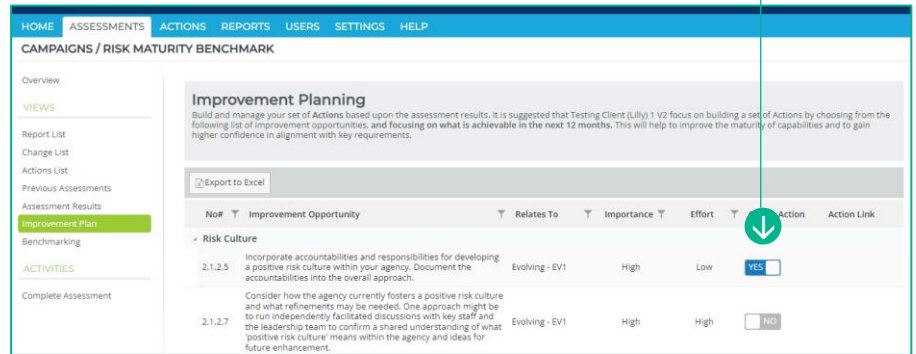 HOME ASSESSMENTS ACTIONS REPORTS USERS SETTINGS HELP
CAMPAIGNS / RISK MATURITY BENCHMARK
Overview
VIEWS
Report List
Change List
Actions List
Previous Assessments
Assessment Results
Improvement Plan
Benchmarking
ACTIVITIES
Complete Assessment
Improvement Planning
Build and manage your set of Actions based upon the assessment results. It is suggested that Testing Client (Lilly) 1 V2 focus on building a set of Actions by choosing from the
following list of improvement opportunities, and focusing on what is achievable in the next 12 months. This will help to improve the maturity of capabilities and to gain
higher confidence in alignment with key requirements.
Export to Excel
No# Improvement Opportunity Relates To Importance Effort Action Action Link
Risk Culture
2.1.2.5 Incorporate accountabilities and responsibilities for developing
a positive risk culture within your agency. Document the
accountabilities into the overall approach.
Evolving - EV1 High Low YES
2.1.2.7 Consider how the agency currently fosters a positive risk culture
and what refinements may be needed. One approach might be
to run independently facilitated discussions with key staff and
the leadership team to confirm a shared understanding of what
'positive risk culture' means within the agency and ideas for
future enhancement.
Evolving - EV1 High High NO